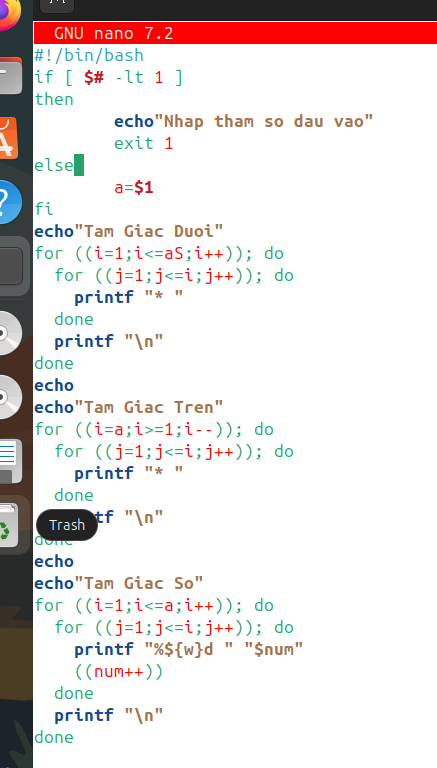 GNU nano 7.2
#!/bin/bash
if [ $# -lt 1 ]
then
        echo"Nhap tham so dau vao"
        exit 1
else
        a=$1
fi
echo"Tam Giac Duoi"
for ((i=1;i<=aS;i++)); do
  for ((j=1;j<=i;j++)); do
    printf "* "
  done
  printf "\n"
done
echo
echo"Tam Giac Tren"
for ((i=a;i>=1;i--)); do
  for ((j=1;j<=i;j++)); do
    printf "* "
  done
Trash tf "\n"
done
echo
echo"Tam Giac So"
for ((i=1;i<=a;i++)); do
  for ((j=1;j<=i;j++)); do
    printf "%${w}d " "$num"
    ((num++))
  done
  printf "\n"
done